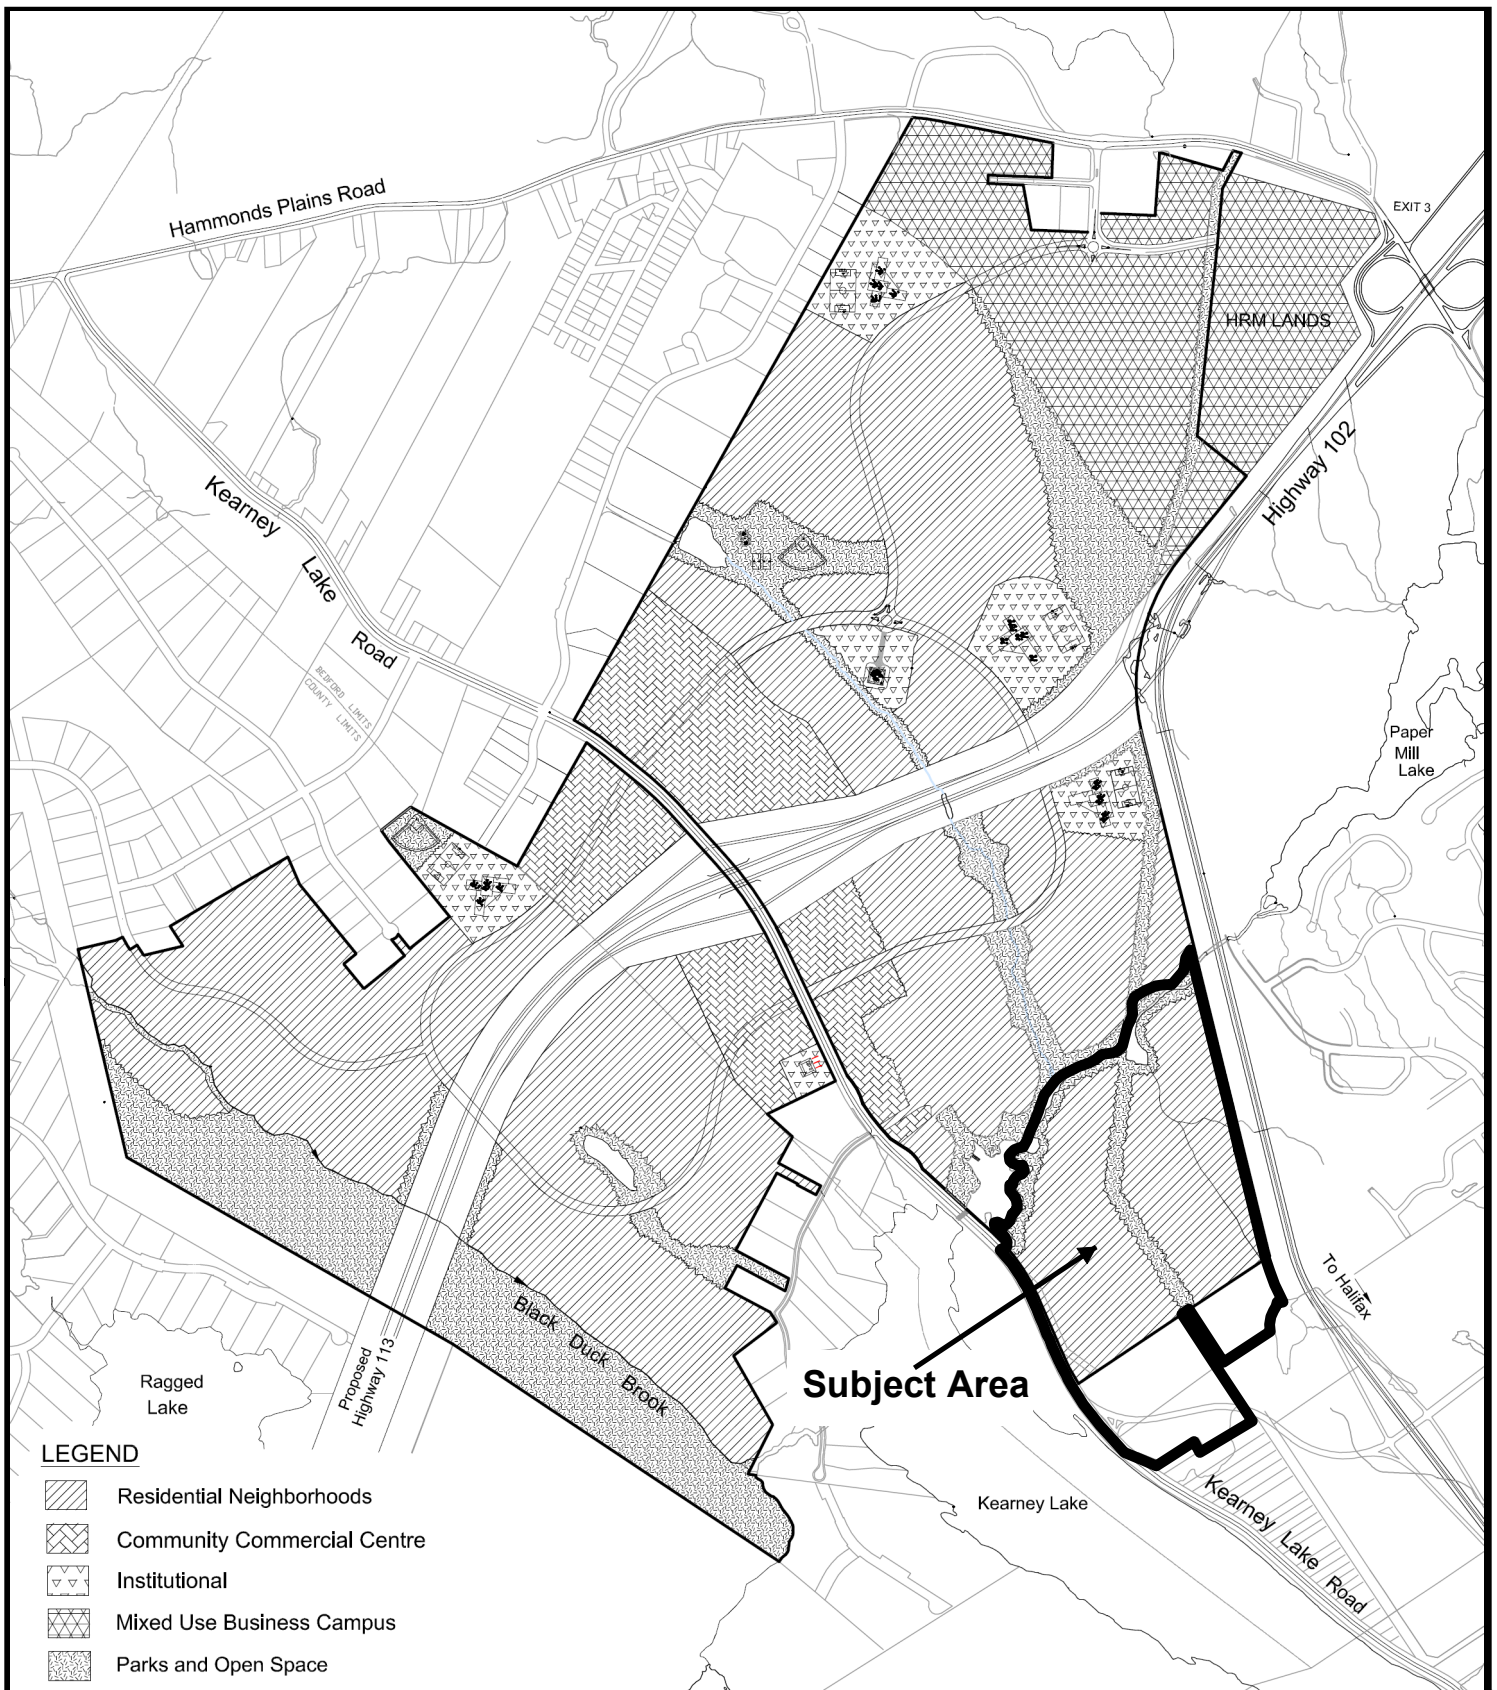 Hammonds Plains Road
EXIT 3
HRM LANDS
Highway 102
Kearney
Lake
Road
BEDFORD LIMITS
COUNTY LIMITS
Paper
Mill
Lake
To Halifax
Black Duck Brook
Proposed
Highway 113
Subject Area
Ragged
Lake
Kearney Lake
Kearney Lake Road
LEGEND
Residential Neighborhoods
Community Commercial Centre
Institutional
Mixed Use Business Campus
Parks and Open Space